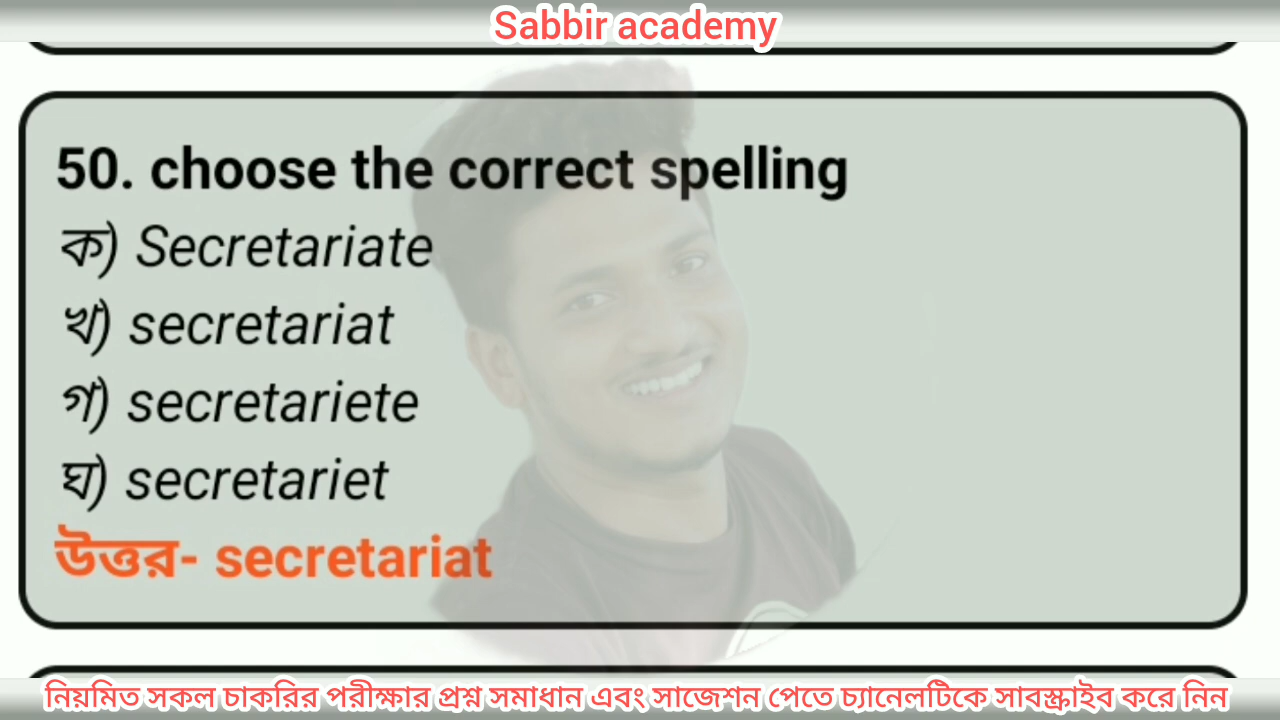 Sabbir academy
50. choose the correct spelling
ক) Secretariate
খ) secretariat
গ) secretariete
ঘ) secretariet
উত্তর- secretariat
নিয়মিত সকল চাকরির পরীক্ষার প্রশ্ন সমাধান এবং সাজেশন পেতে চ্যানেলটিকে সাবস্ক্রাইব করে নিন